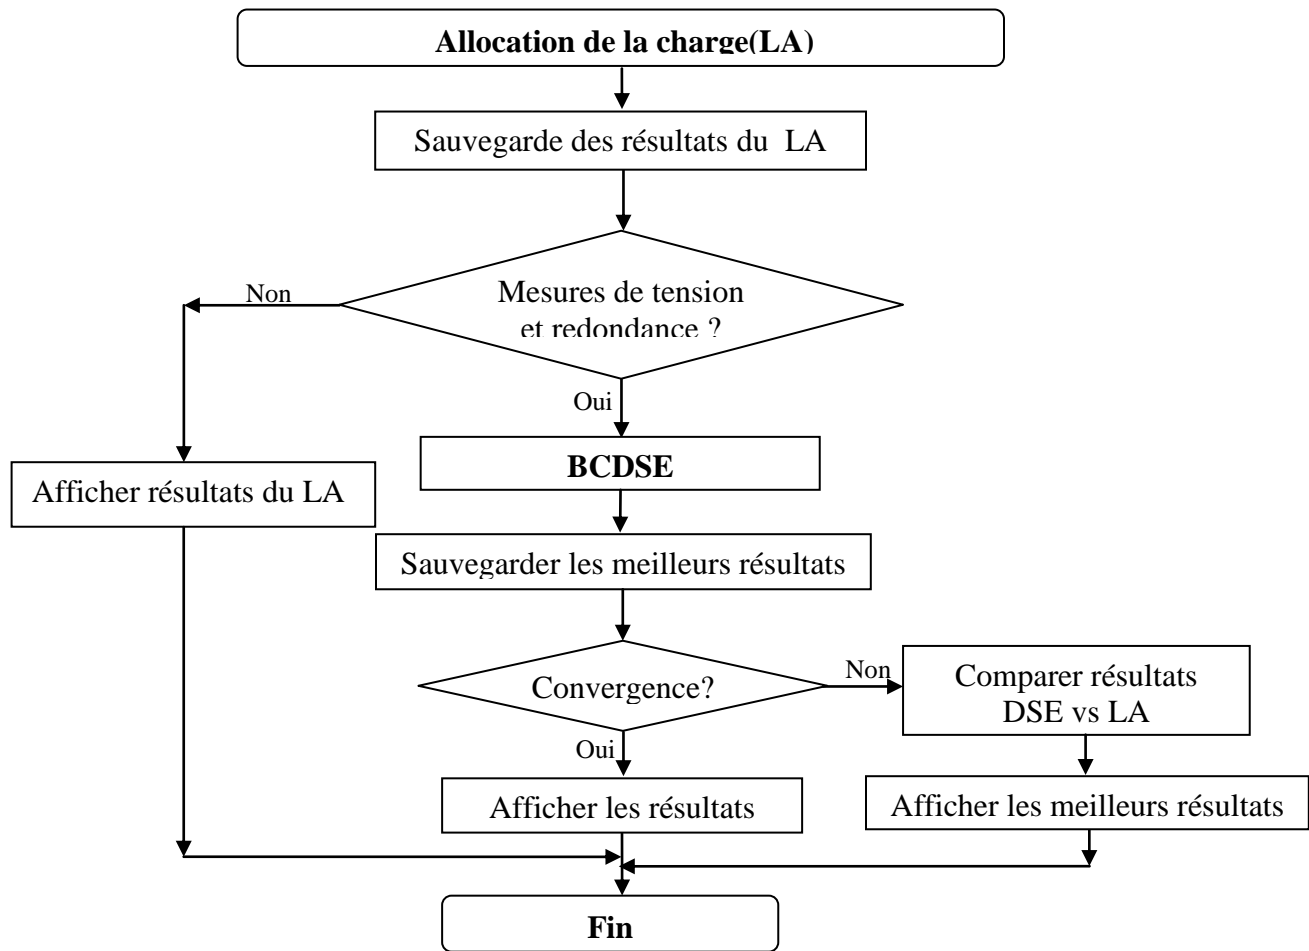 Allocation de la charge(LA)
Sauvegarde des résultats du LA
Mesures de tension
et redondance ?
Non
Oui
BCDSE
Afficher résultats du LA
Sauvegarder les meilleurs résultats
Convergence?
Non
Comparer résultats
DSE vs LA
Oui
Afficher les résultats
Afficher les meilleurs résultats
Fin